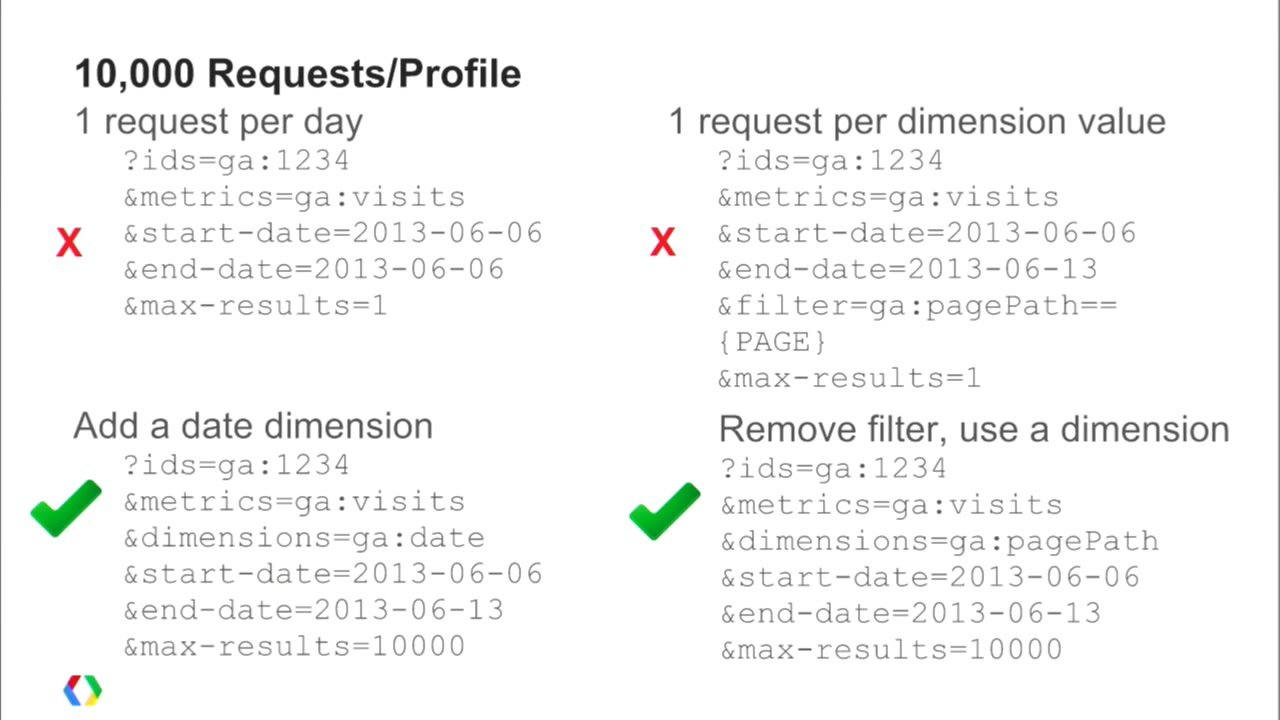 10,000 Requests/Profile
1 request per day
?ids=ga:1234
&metrics=ga:visits
X
&start-date=2013-06-06
&end-date=2013-06-06
&max-results=1
1 request per dimension value
?ids=ga:1234
&metrics=ga:visits
X
&start-date=2013-06-06
&end-date=2013-06-13
&filter=ga:pagePath==
{PAGE}
&max-results=1
Add a date dimension
?ids=ga:1234
&metrics=ga:visits
&dimensions=ga:date
&start-date=2013-06-06
&end-date=2013-06-13
&max-results=10000
Remove filter, use a dimension
?ids=ga:1234
&metrics=ga:visits
&dimensions=ga:pagePath
&start-date=2013-06-06
&end-date=2013-06-13
&max-results=10000